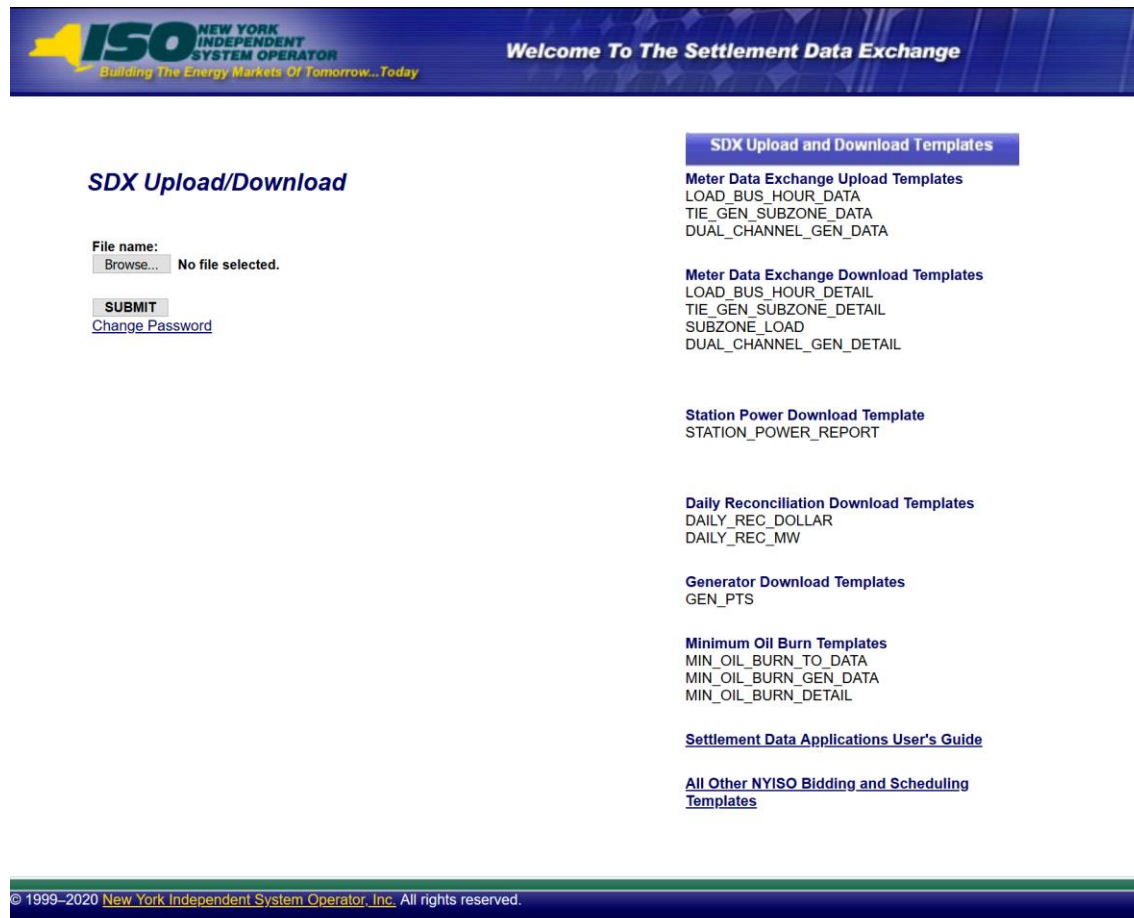 ISO NEW YORK
INDEPENDENT
SYSTEM OPERATOR
Building The Energy Markets Of Tomorrow...Today
Welcome To The Settlement Data Exchange
SDX Upload/Download
File name:
Browse... No file selected.
SUBMIT
Change Password
SDX Upload and Download Templates
Meter Data Exchange Upload Templates
LOAD_BUS_HOUR_DATA
TIE_GEN_SUBZONE_DATA
DUAL_CHANNEL_GEN_DATA
Meter Data Exchange Download Templates
LOAD_BUS_HOUR_DETAIL
TIE_GEN_SUBZONE_DETAIL
SUBZONE_LOAD
DUAL_CHANNEL_GEN_DETAIL
Station Power Download Template
STATION_POWER_REPORT
Daily Reconciliation Download Templates
DAILY_REC_DOLLAR
DAILY_REC_MW
Generator Download Templates
GEN_PTS
Minimum Oil Burn Templates
MIN_OIL_BURN_TO_DATA
MIN_OIL_BURN_GEN_DATA
MIN_OIL_BURN_DETAIL
Settlement Data Applications User's Guide
All Other NYISO Bidding and Scheduling
Templates
© 1999–2020 New York Independent System Operator, Inc. All rights reserved.